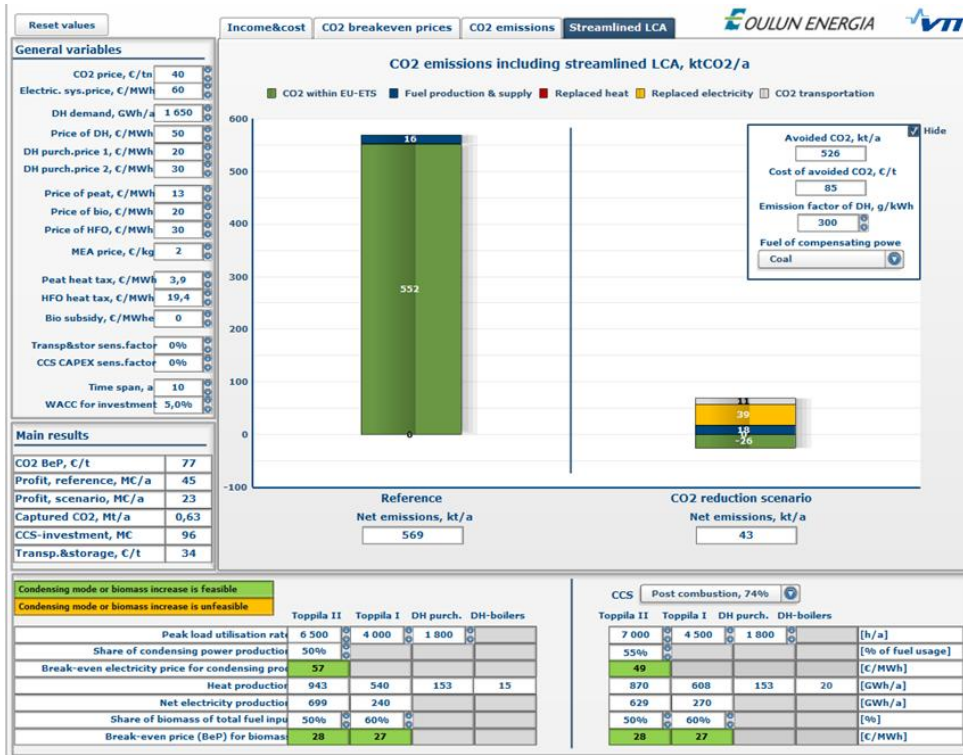 Reset values
Income&cost CO2 breakeven prices CO2 emissions Streamlined LCA
EOULUN ENERGIA VTT
General variables
CO2 price, €/tn 40
Electric. sys.price, €/MWh 60
DH demand, GWh/a 1 650
Price of DH, €/MWh 50
DH purch.price 1, €/MWh 20
DH purch.price 2, €/MWh 30
Price of peat, €/MWh 13
Price of bio, €/MWh 20
Price of HFO, €/MWh 30
MEA price, €/kg 2
Peat heat tax, €/MWh 3,9
HFO heat tax, €/MWh 19,4
Bio subsidy, €/MWhe 0
Transp&stor sens.factor 0%
CCS CAPEX sens.factor 0%
Time span, a 10
WACC for investment 5,0%
Main results
CO2 BeP, €/t 77
Profit, reference, M€/a 45
Profit, scenario, M€/a 23
Captured CO2, Mt/a 0,63
CCS-investment, M€ 96
Transp.&storage, €/t 34
CO2 emissions including streamlined LCA, ktCO2/a
CO2 within EU-ETS Fuel production & supply Replaced heat Replaced electricity CO2 transportation
600
500
400
300
200
100
0
-100
16
552
0
11
39
18
0
-26
Hide
Avoided CO2, kt/a
526
Cost of avoided CO2, €/t
85
Emission factor of DH, g/kWh
300
Fuel of compensating powe
Coal
Reference CO2 reduction scenario
Net emissions, kt/a Net emissions, kt/a
569 43
Condensing mode or biomass increase is feasible
Condensing mode or biomass increase is unfeasible
CCS Post combustion, 74%
Toppila II Toppila I DH purch. DH-boilers Toppila II Toppila I DH purch. DH-boilers
Peak load utilisation rate 6 500 4 000 1 800 7 000 4 500 1 800 [h/a]
Share of condensing power production 50% 55% [% of fuel usage]
Break-even electricity price for condensing proc 57 49 [€/MWh]
Heat production 943 540 153 15 870 608 153 20 [GWh/a]
Net electricity production 699 240 629 270 [GWh/a]
Share of biomass of total fuel inpu 50% 60% 50% 60% [%]
Break-even price (BeP) for biomas 28 27 28 27 [€/MWh]